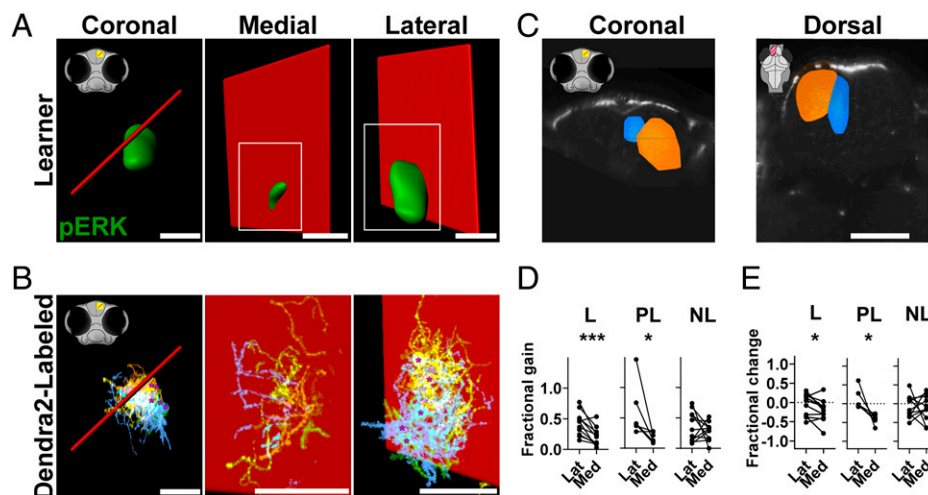 A
Coronal
Medial
Lateral
Learner
pERK
B
Dendra2-Labeled
C
Coronal
Dorsal
D
L
PL
NL
***
*
Fractional gain
1.0
0.5
0.0
Lat
Med
Lat
Med
Lat
Med
E
L
PL
NL
*
*
Fractional change
1.0
0.5
0.0
-0.5
-1.0
Lat
Med
Lat
Med
Lat
Med